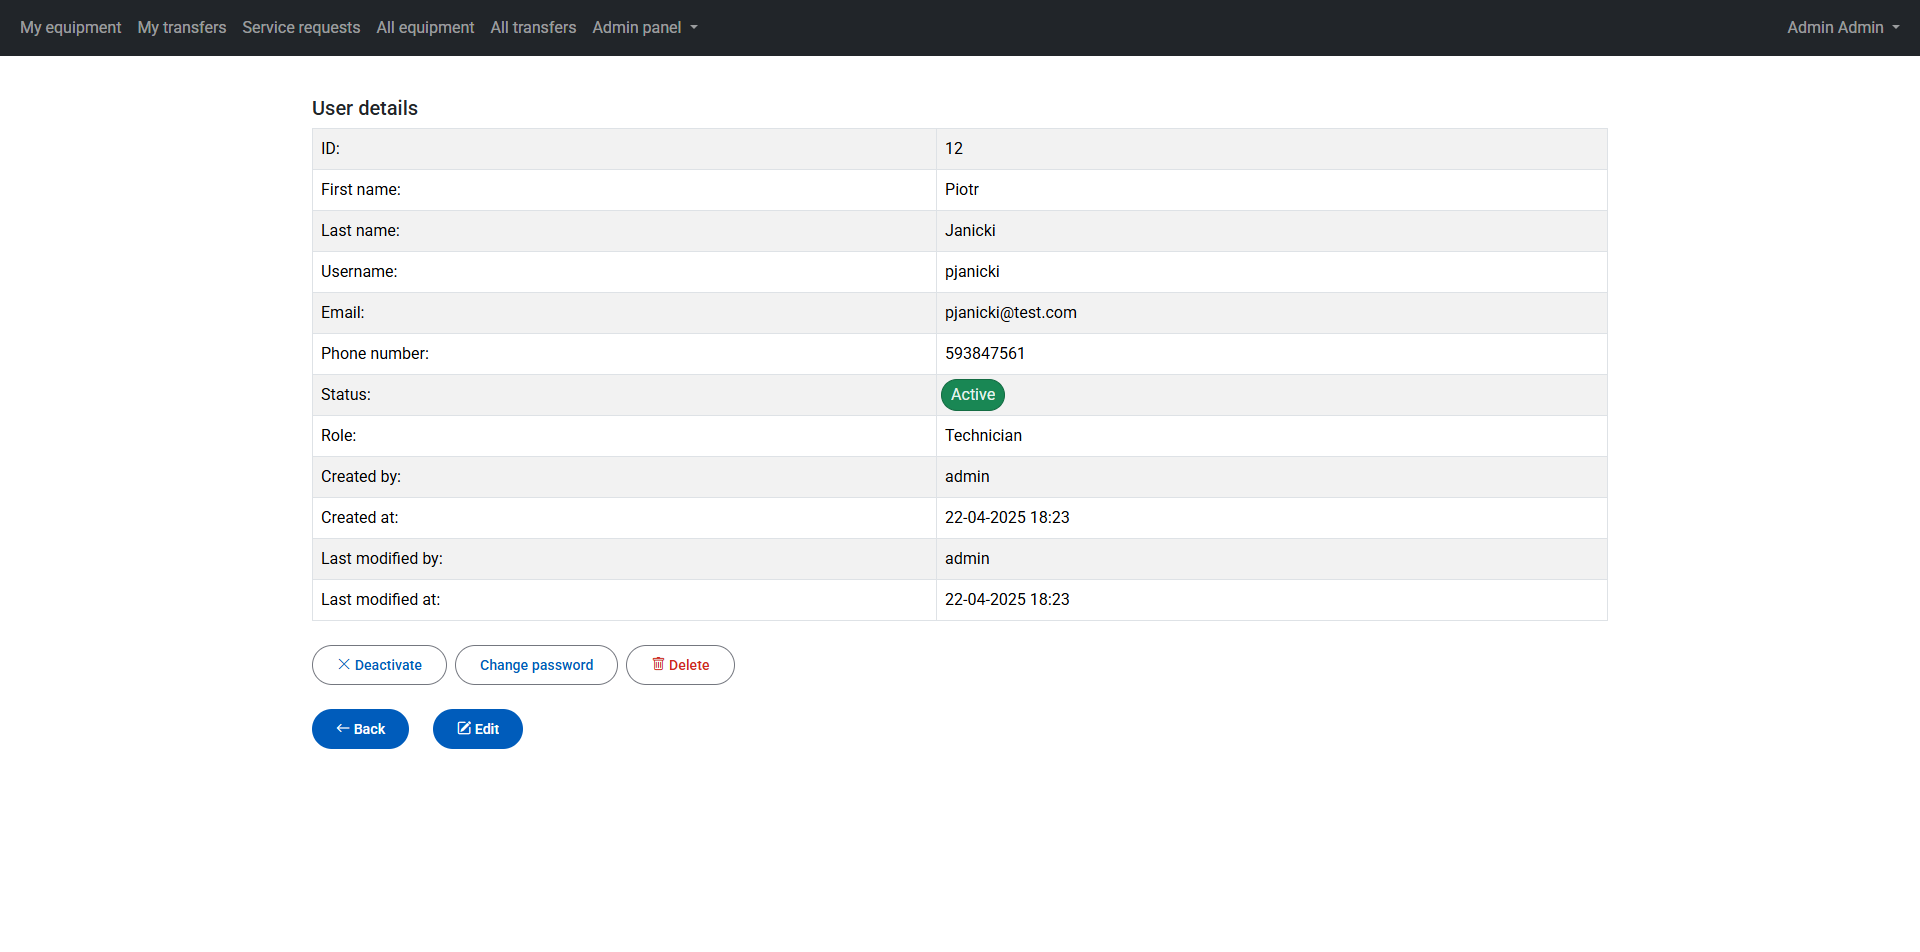 My equipment My transfers Service requests All equipment All transfers Admin panel Admin Admin
User details
ID: 12
First name: Piotr
Last name: Janicki
Username: pjanicki
Email: pjanicki@test.com
Phone number: 593847561
Status: Active
Role: Technician
Created by: admin
Created at: 22-04-2025 18:23
Last modified by: admin
Last modified at: 22-04-2025 18:23
Deactivate Change password Delete
Back Edit